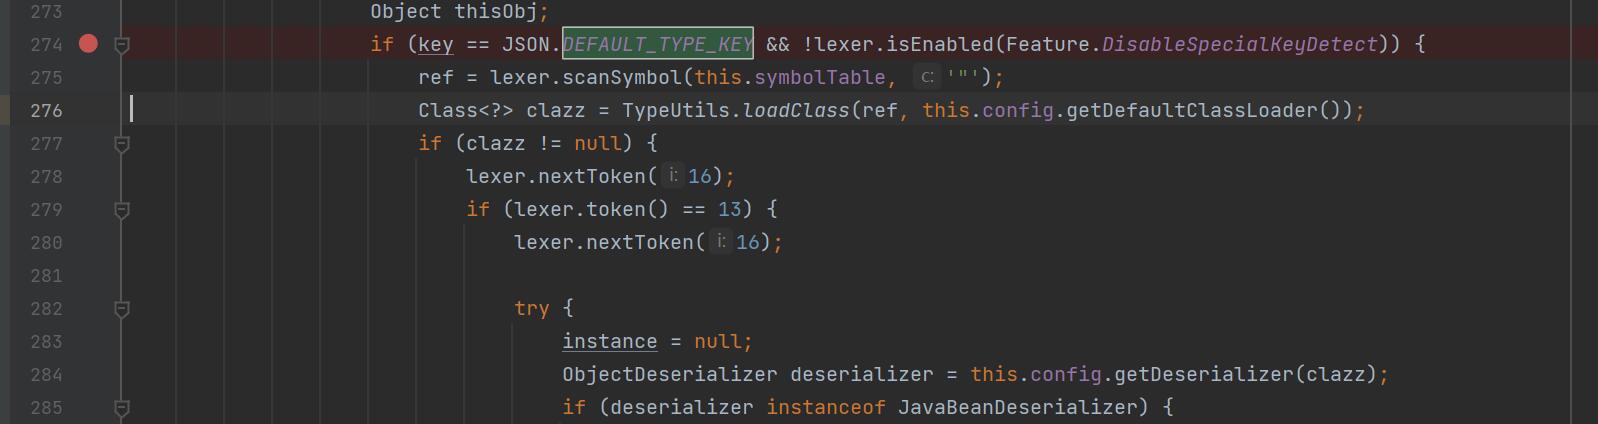 273 Object thisObj;
274 if (key == JSON.DEFAULT_TYPE_KEY && !lexer.isEnabled(Feature.DisableSpecialKeyDetect)) {
275 ref = lexer.scanSymbol(this.symbolTable, c: '"');
276 Class<?> clazz = TypeUtils.loadClass(ref, this.config.getDefaultClassLoader());
277 if (clazz != null) {
278 lexer.nextToken( i: 16);
279 if (lexer.token() == 13) {
280 lexer.nextToken( i: 16);
281
282 try {
283 instance = null;
284 ObjectDeserializer deserializer = this.config.getDeserializer(clazz);
285 if (deserializer instanceof JavaBeanDeserializer) {